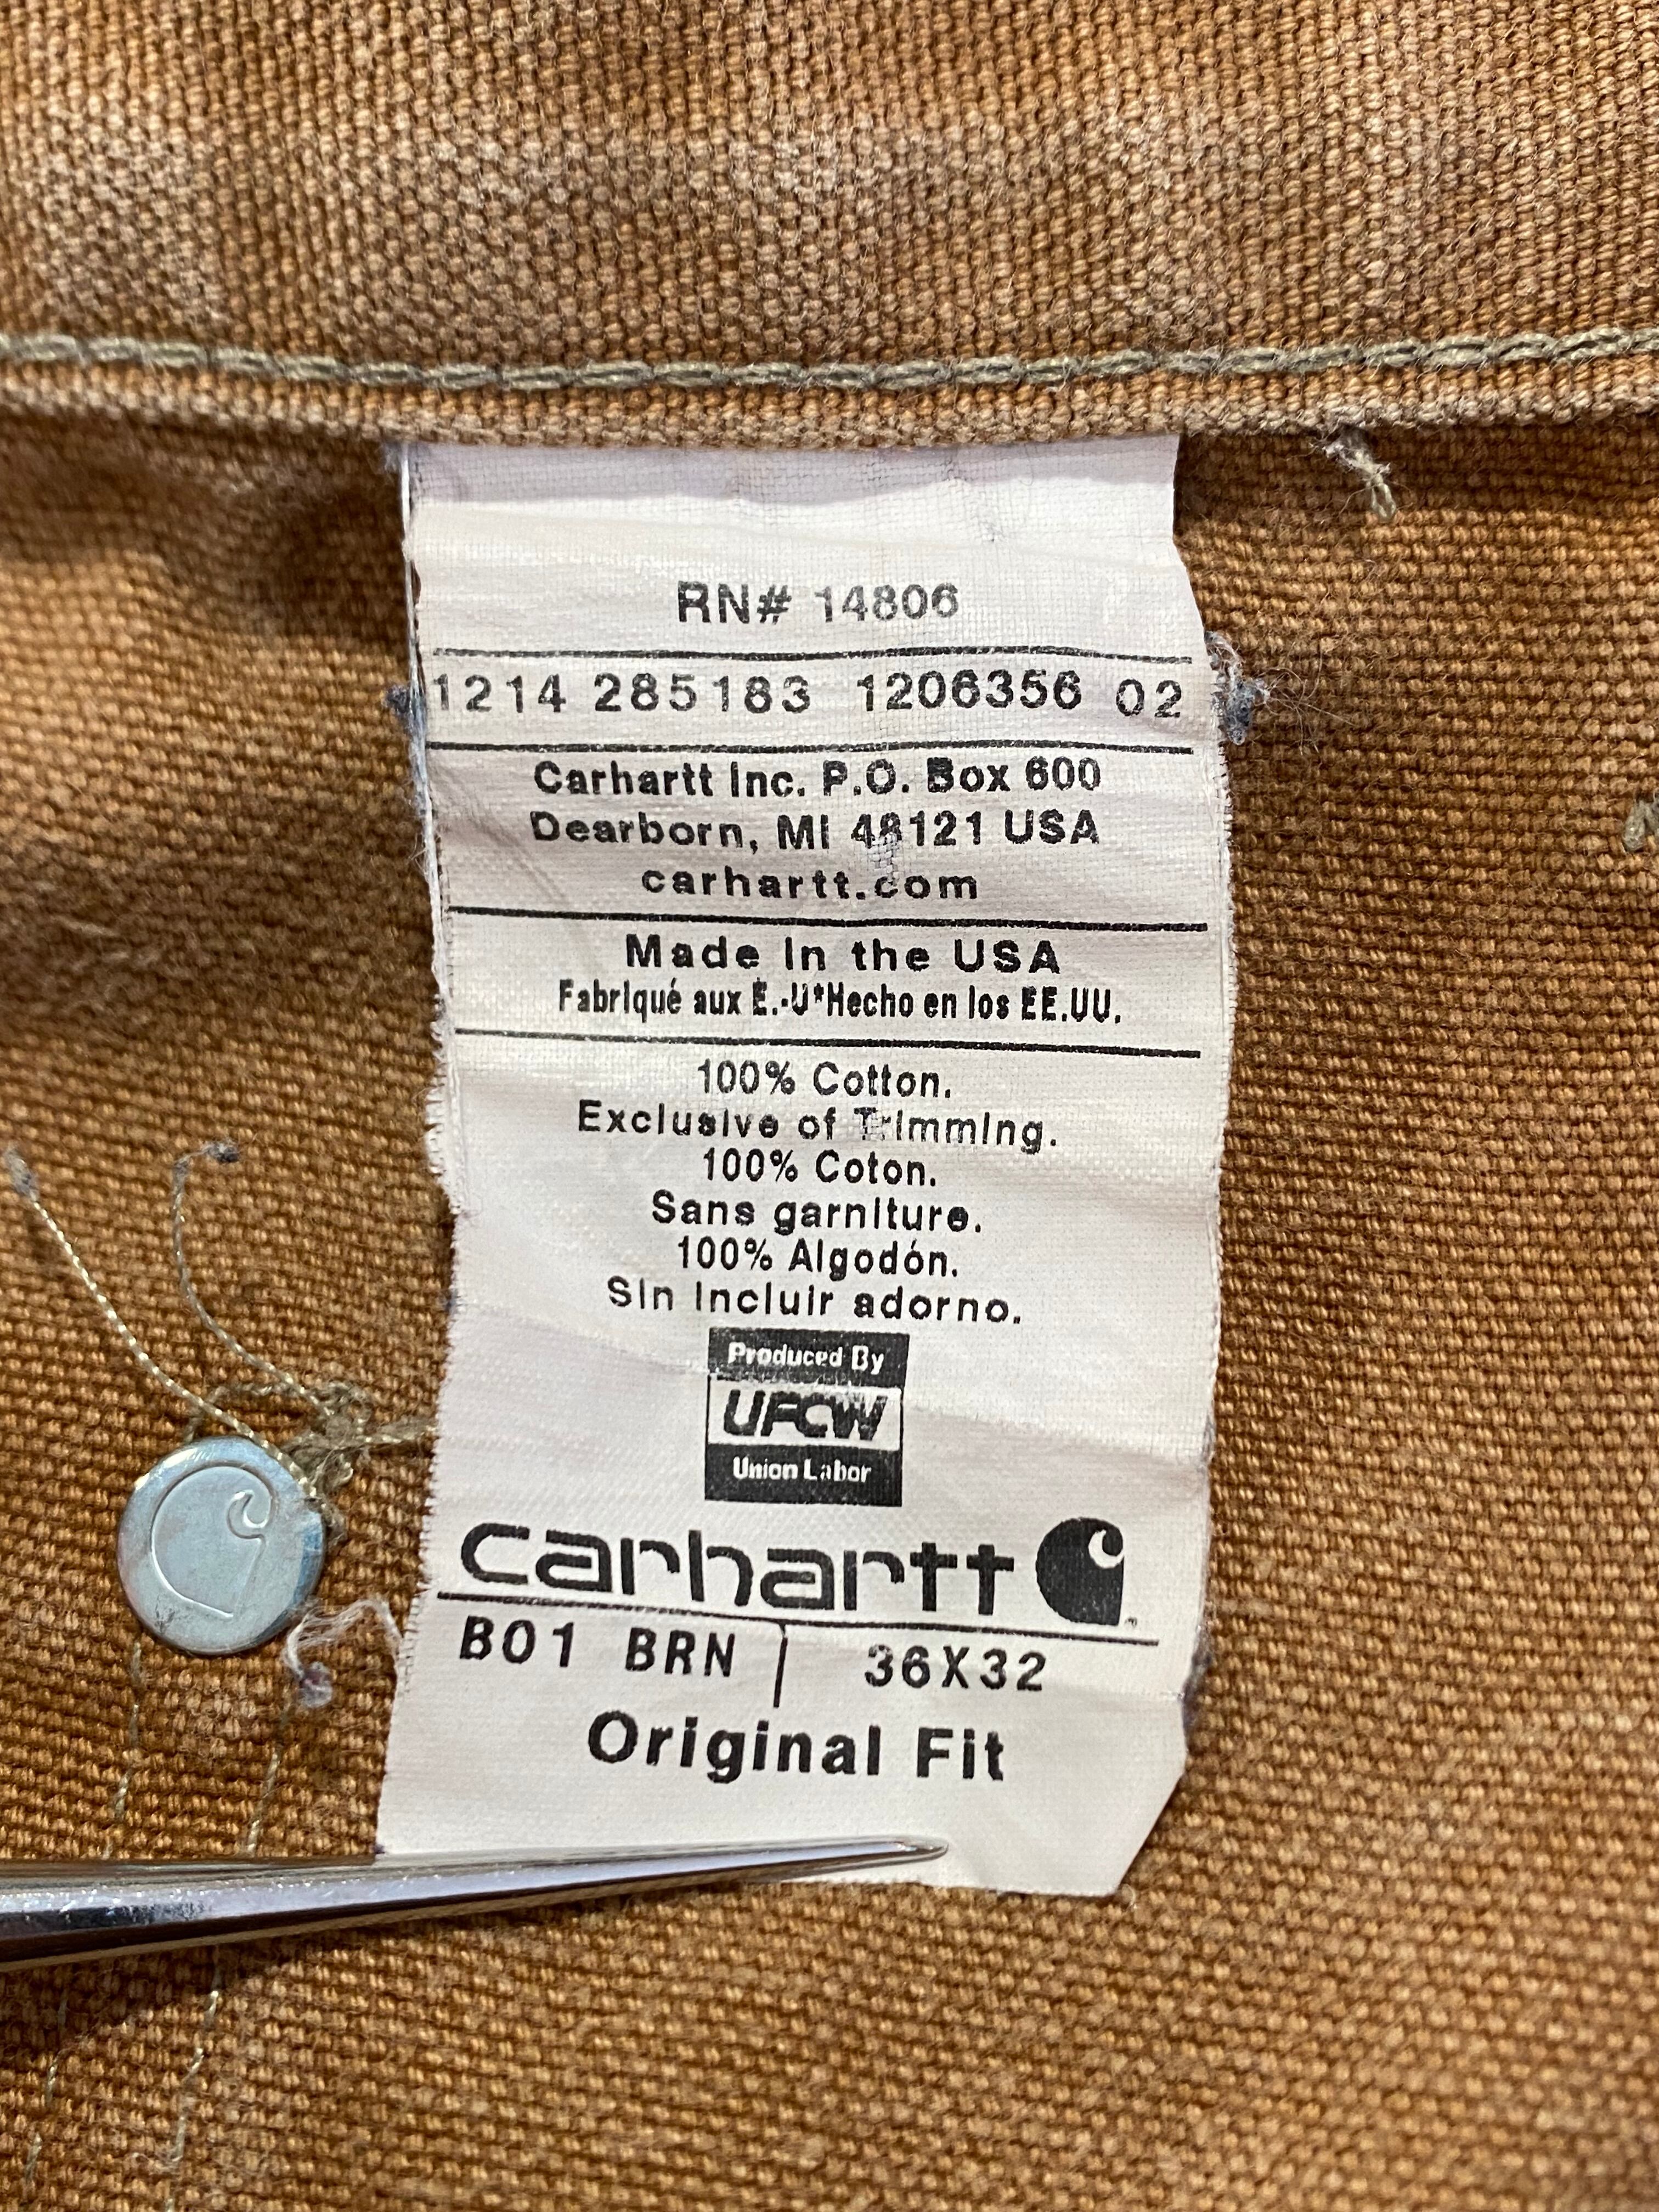 RN# 14806
1214 285183 1206356 02
Carhartt Inc. P.O. Box 600
Dearborn, MI 48121 USA
carhartt.com
Made In the USA
Fabriqué aux É.-U*Hecho en los EE.UU.
100% Cotton.
Exclusive of Trimming.
100% Coton.
Sans garniture.
100% Algodón.
Sin Incluir adorno.
Produced By
UFCW
Union Labor
carhartt
B01 BRN | 36X32
Original Fit